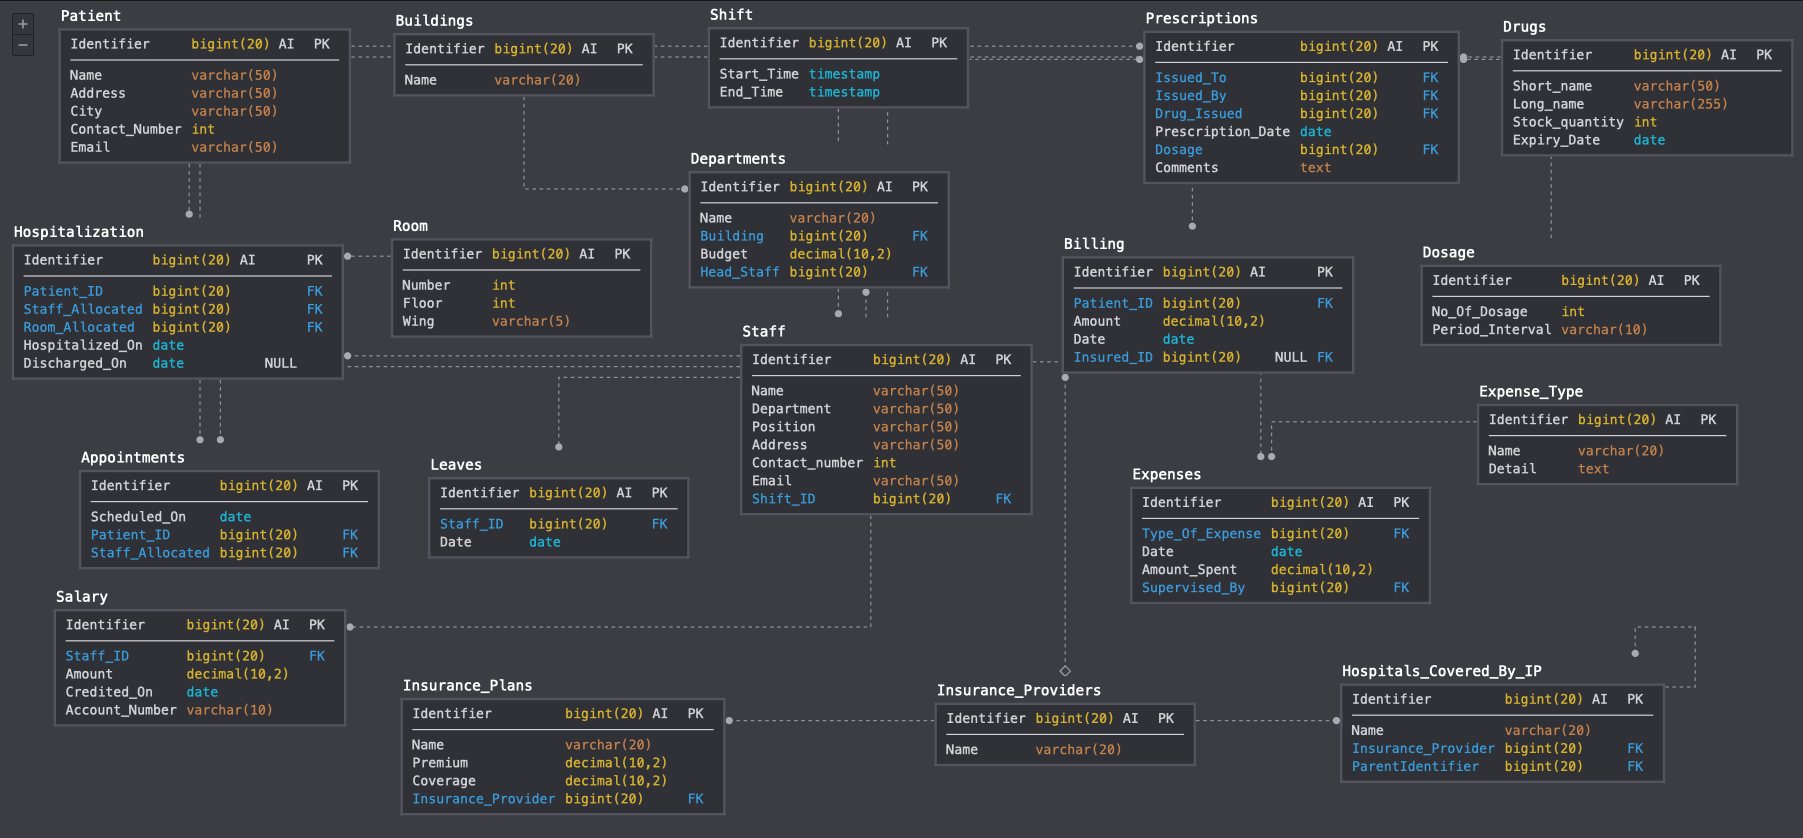 +
−
Patient
Identifier bigint(20) AI PK
Name varchar(50)
Address varchar(50)
City varchar(50)
Contact_Number int
Email varchar(50)
Buildings
Identifier bigint(20) AI PK
Name varchar(20)
Shift
Identifier bigint(20) AI PK
Start_Time timestamp
End_Time timestamp
Prescriptions
Identifier bigint(20) AI PK
Issued_To bigint(20) FK
Issued_By bigint(20) FK
Drug_Issued bigint(20) FK
Prescription_Date date
Dosage bigint(20) FK
Comments text
Drugs
Identifier bigint(20) AI PK
Short_name varchar(50)
Long_name varchar(255)
Stock_quantity int
Expiry_Date date
Departments
Identifier bigint(20) AI PK
Name varchar(20)
Building bigint(20) FK
Budget decimal(10,2)
Head_Staff bigint(20) FK
Hospitalization
Identifier bigint(20) AI PK
Patient_ID bigint(20) FK
Staff_Allocated bigint(20) FK
Room_Allocated bigint(20) FK
Hospitalized_On date
Discharged_On date NULL
Room
Identifier bigint(20) AI PK
Number int
Floor int
Wing varchar(5)
Billing
Identifier bigint(20) AI PK
Patient_ID bigint(20) FK
Amount decimal(10,2)
Date date
Insured_ID bigint(20) NULL FK
Dosage
Identifier bigint(20) AI PK
No_Of_Dosage int
Period_Interval varchar(10)
Staff
Identifier bigint(20) AI PK
Name varchar(50)
Department varchar(50)
Position varchar(50)
Address varchar(50)
Contact_number int
Email varchar(50)
Shift_ID bigint(20) FK
Expense_Type
Identifier bigint(20) AI PK
Name varchar(20)
Detail text
Appointments
Identifier bigint(20) AI PK
Scheduled_On date
Patient_ID bigint(20) FK
Staff_Allocated bigint(20) FK
Leaves
Identifier bigint(20) AI PK
Staff_ID bigint(20) FK
Date date
Expenses
Identifier bigint(20) AI PK
Type_Of_Expense bigint(20) FK
Date date
Amount_Spent decimal(10,2)
Supervised_By bigint(20) FK
Salary
Identifier bigint(20) AI PK
Staff_ID bigint(20) FK
Amount decimal(10,2)
Credited_On date
Account_Number varchar(10)
Insurance_Plans
Identifier bigint(20) AI PK
Name varchar(20)
Premium decimal(10,2)
Coverage decimal(10,2)
Insurance_Provider bigint(20) FK
Insurance_Providers
Identifier bigint(20) AI PK
Name varchar(20)
Hospitals_Covered_By_IP
Identifier bigint(20) AI PK
Name varchar(20)
Insurance_Provider bigint(20) FK
ParentIdentifier bigint(20) FK